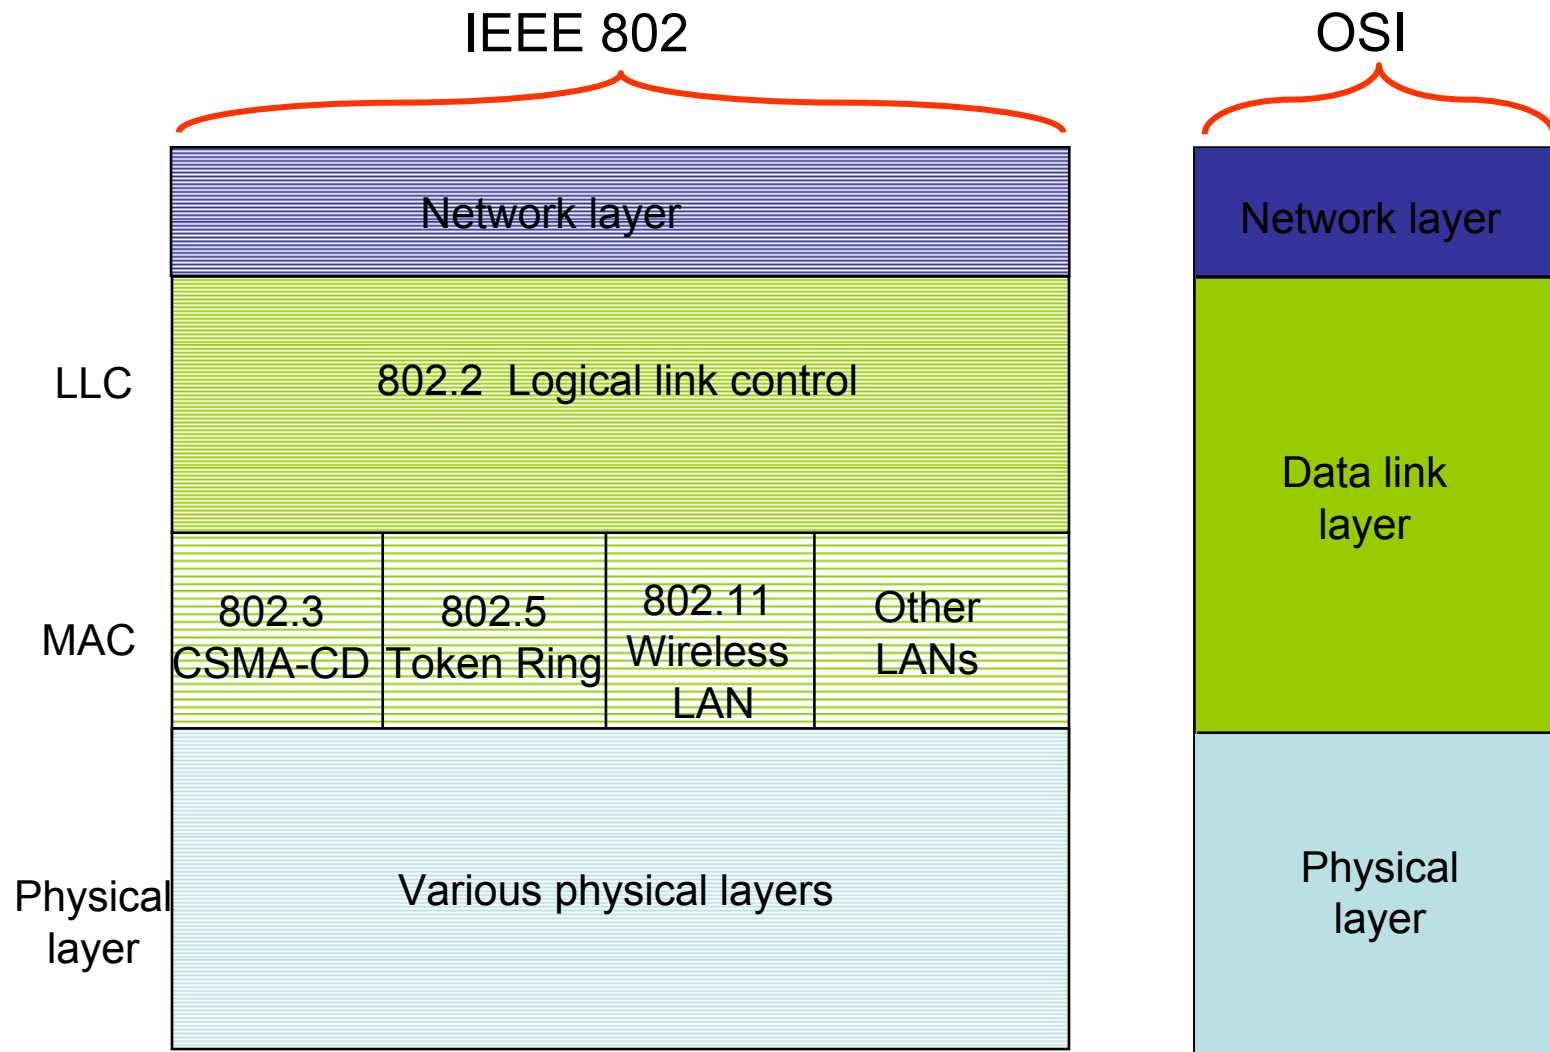 IEEE 802
OSI
Network layer
Network layer
LLC
802.2 Logical link control
Data link
layer
MAC
802.3
CSMA-CD
802.5
Token Ring
802.11
Wireless
LAN
Other
LANs
Physical
layer
Various physical layers
Physical
layer